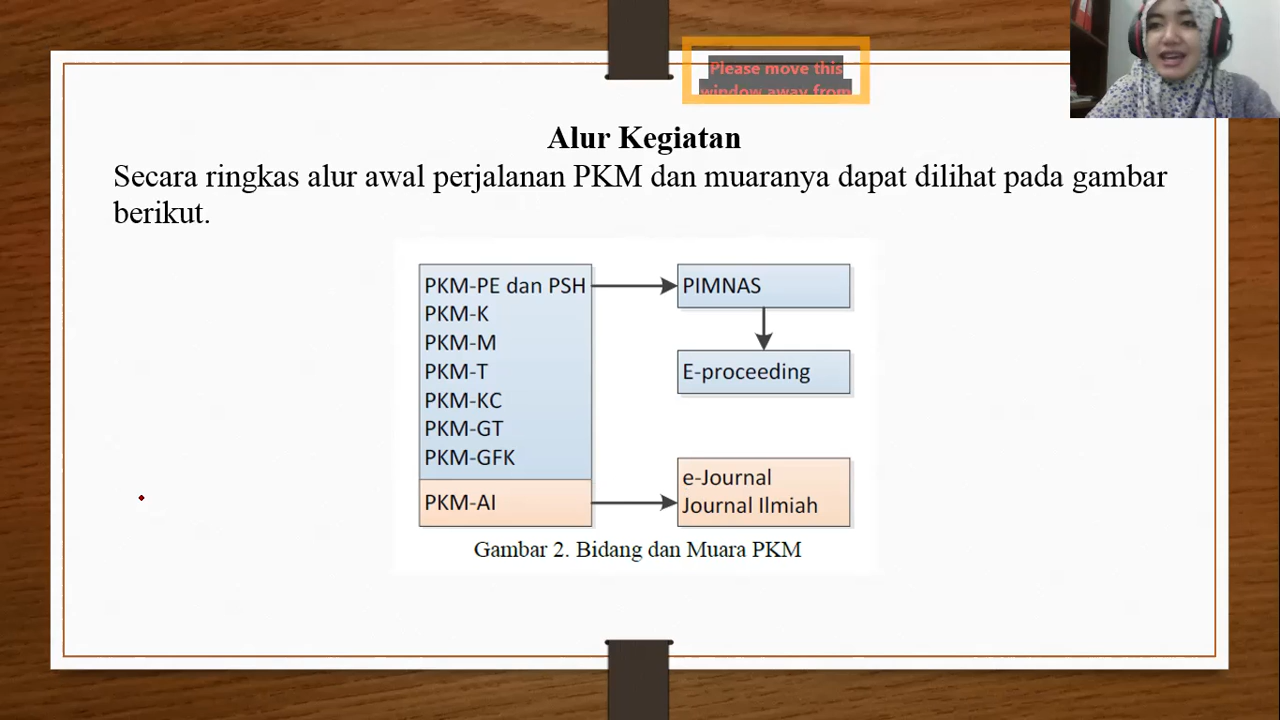 Please move this
window away from
Alur Kegiatan
Secara ringkas alur awal perjalanan PKM dan muaranya dapat dilihat pada gambar
berikut.
PKM-PE dan PSH
PKM-K
PKM-M
PKM-T
PKM-KC
PKM-GT
PKM-GFK
PKM-AI
PIMNAS
E-proceeding
e-Journal
Journal Ilmiah
Gambar 2. Bidang dan Muara PKM